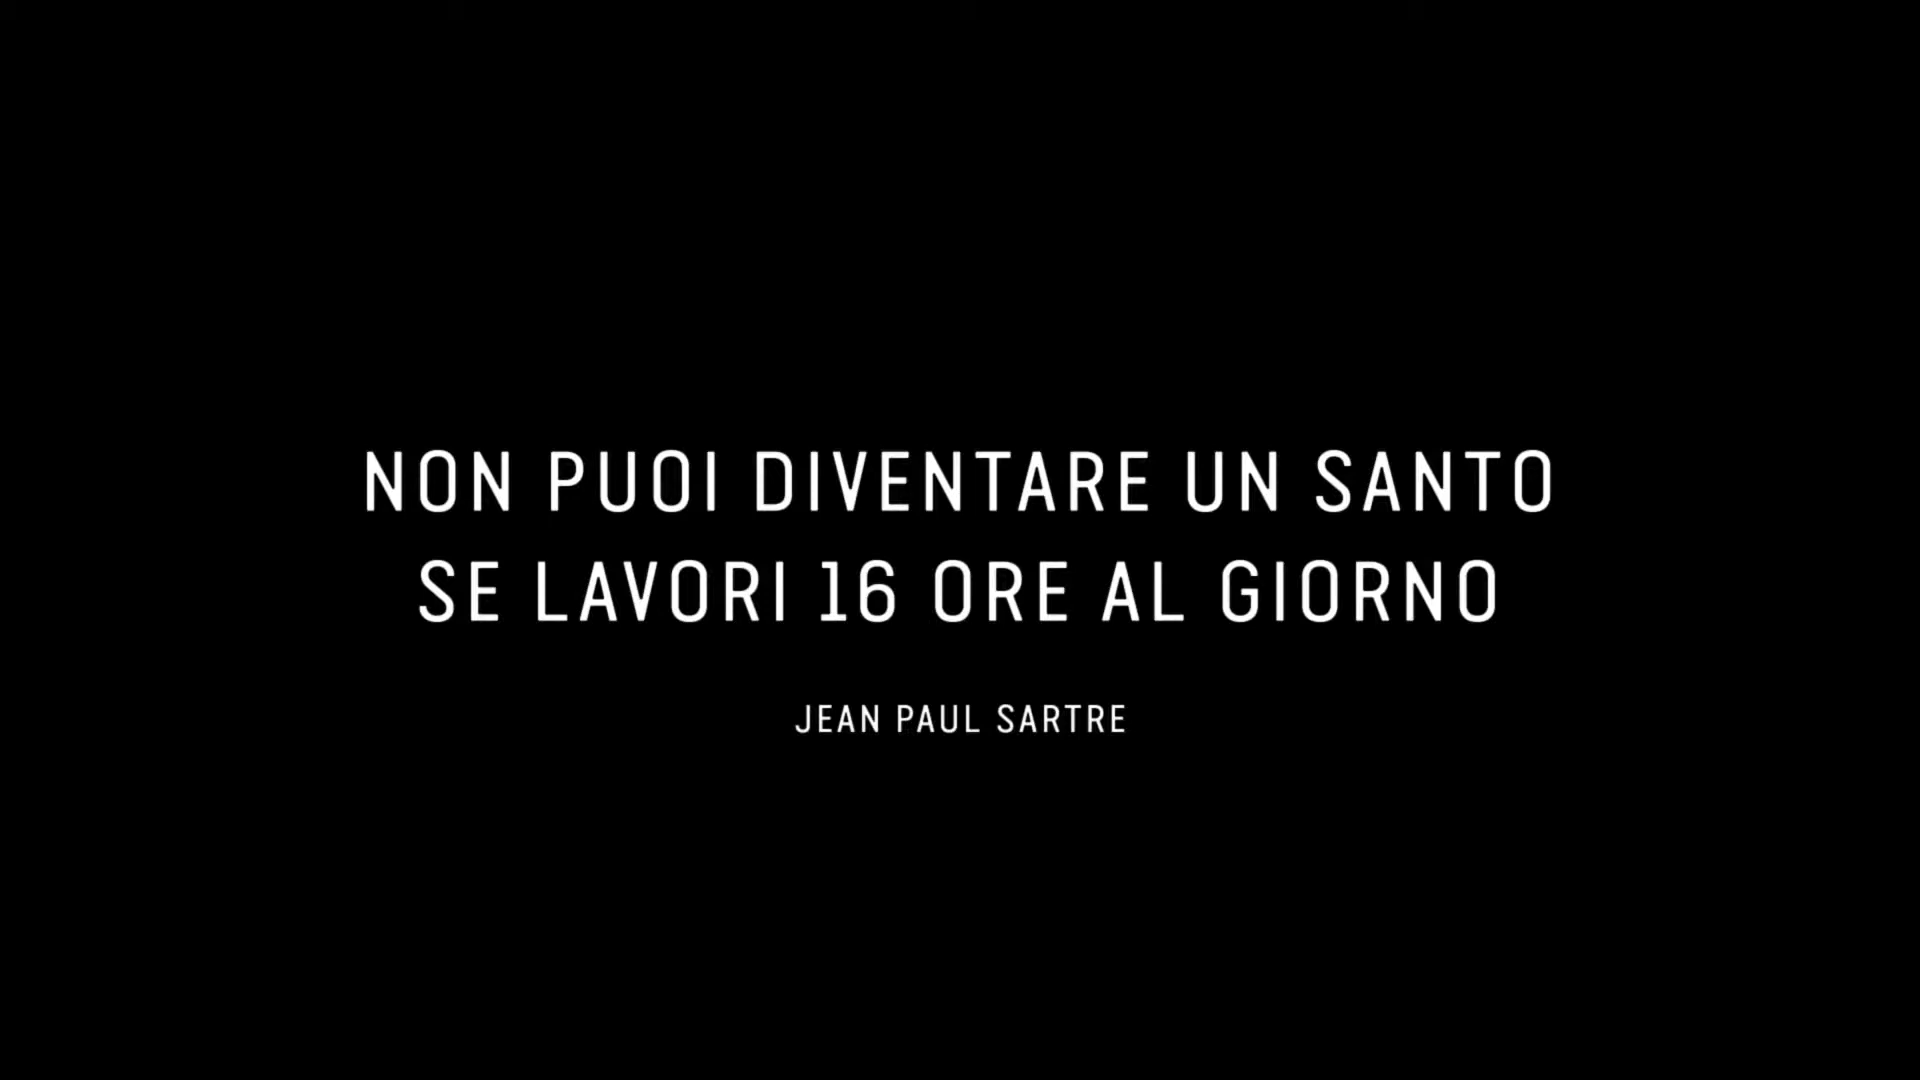 NON PUOI DIVENTARE UN SANTO
SE LAVORI 16 ORE AL GIORNO
JEAN PAUL SARTRE